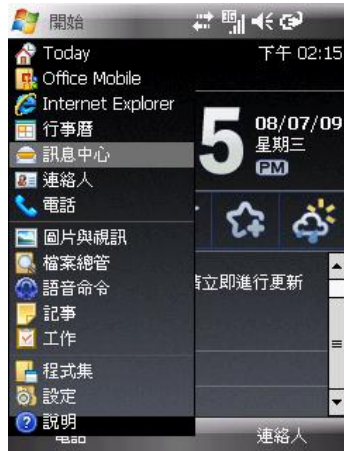 開始
3G
Today
下午 02:15
Office Mobile
Internet Explorer
行事曆
5
08/07/09
星期三
PM
訊息中心
連絡人
電話
圖片與視訊
檔案總管
立即進行更新
語音命令
記事
工作
程式集
設定
說明
連絡人